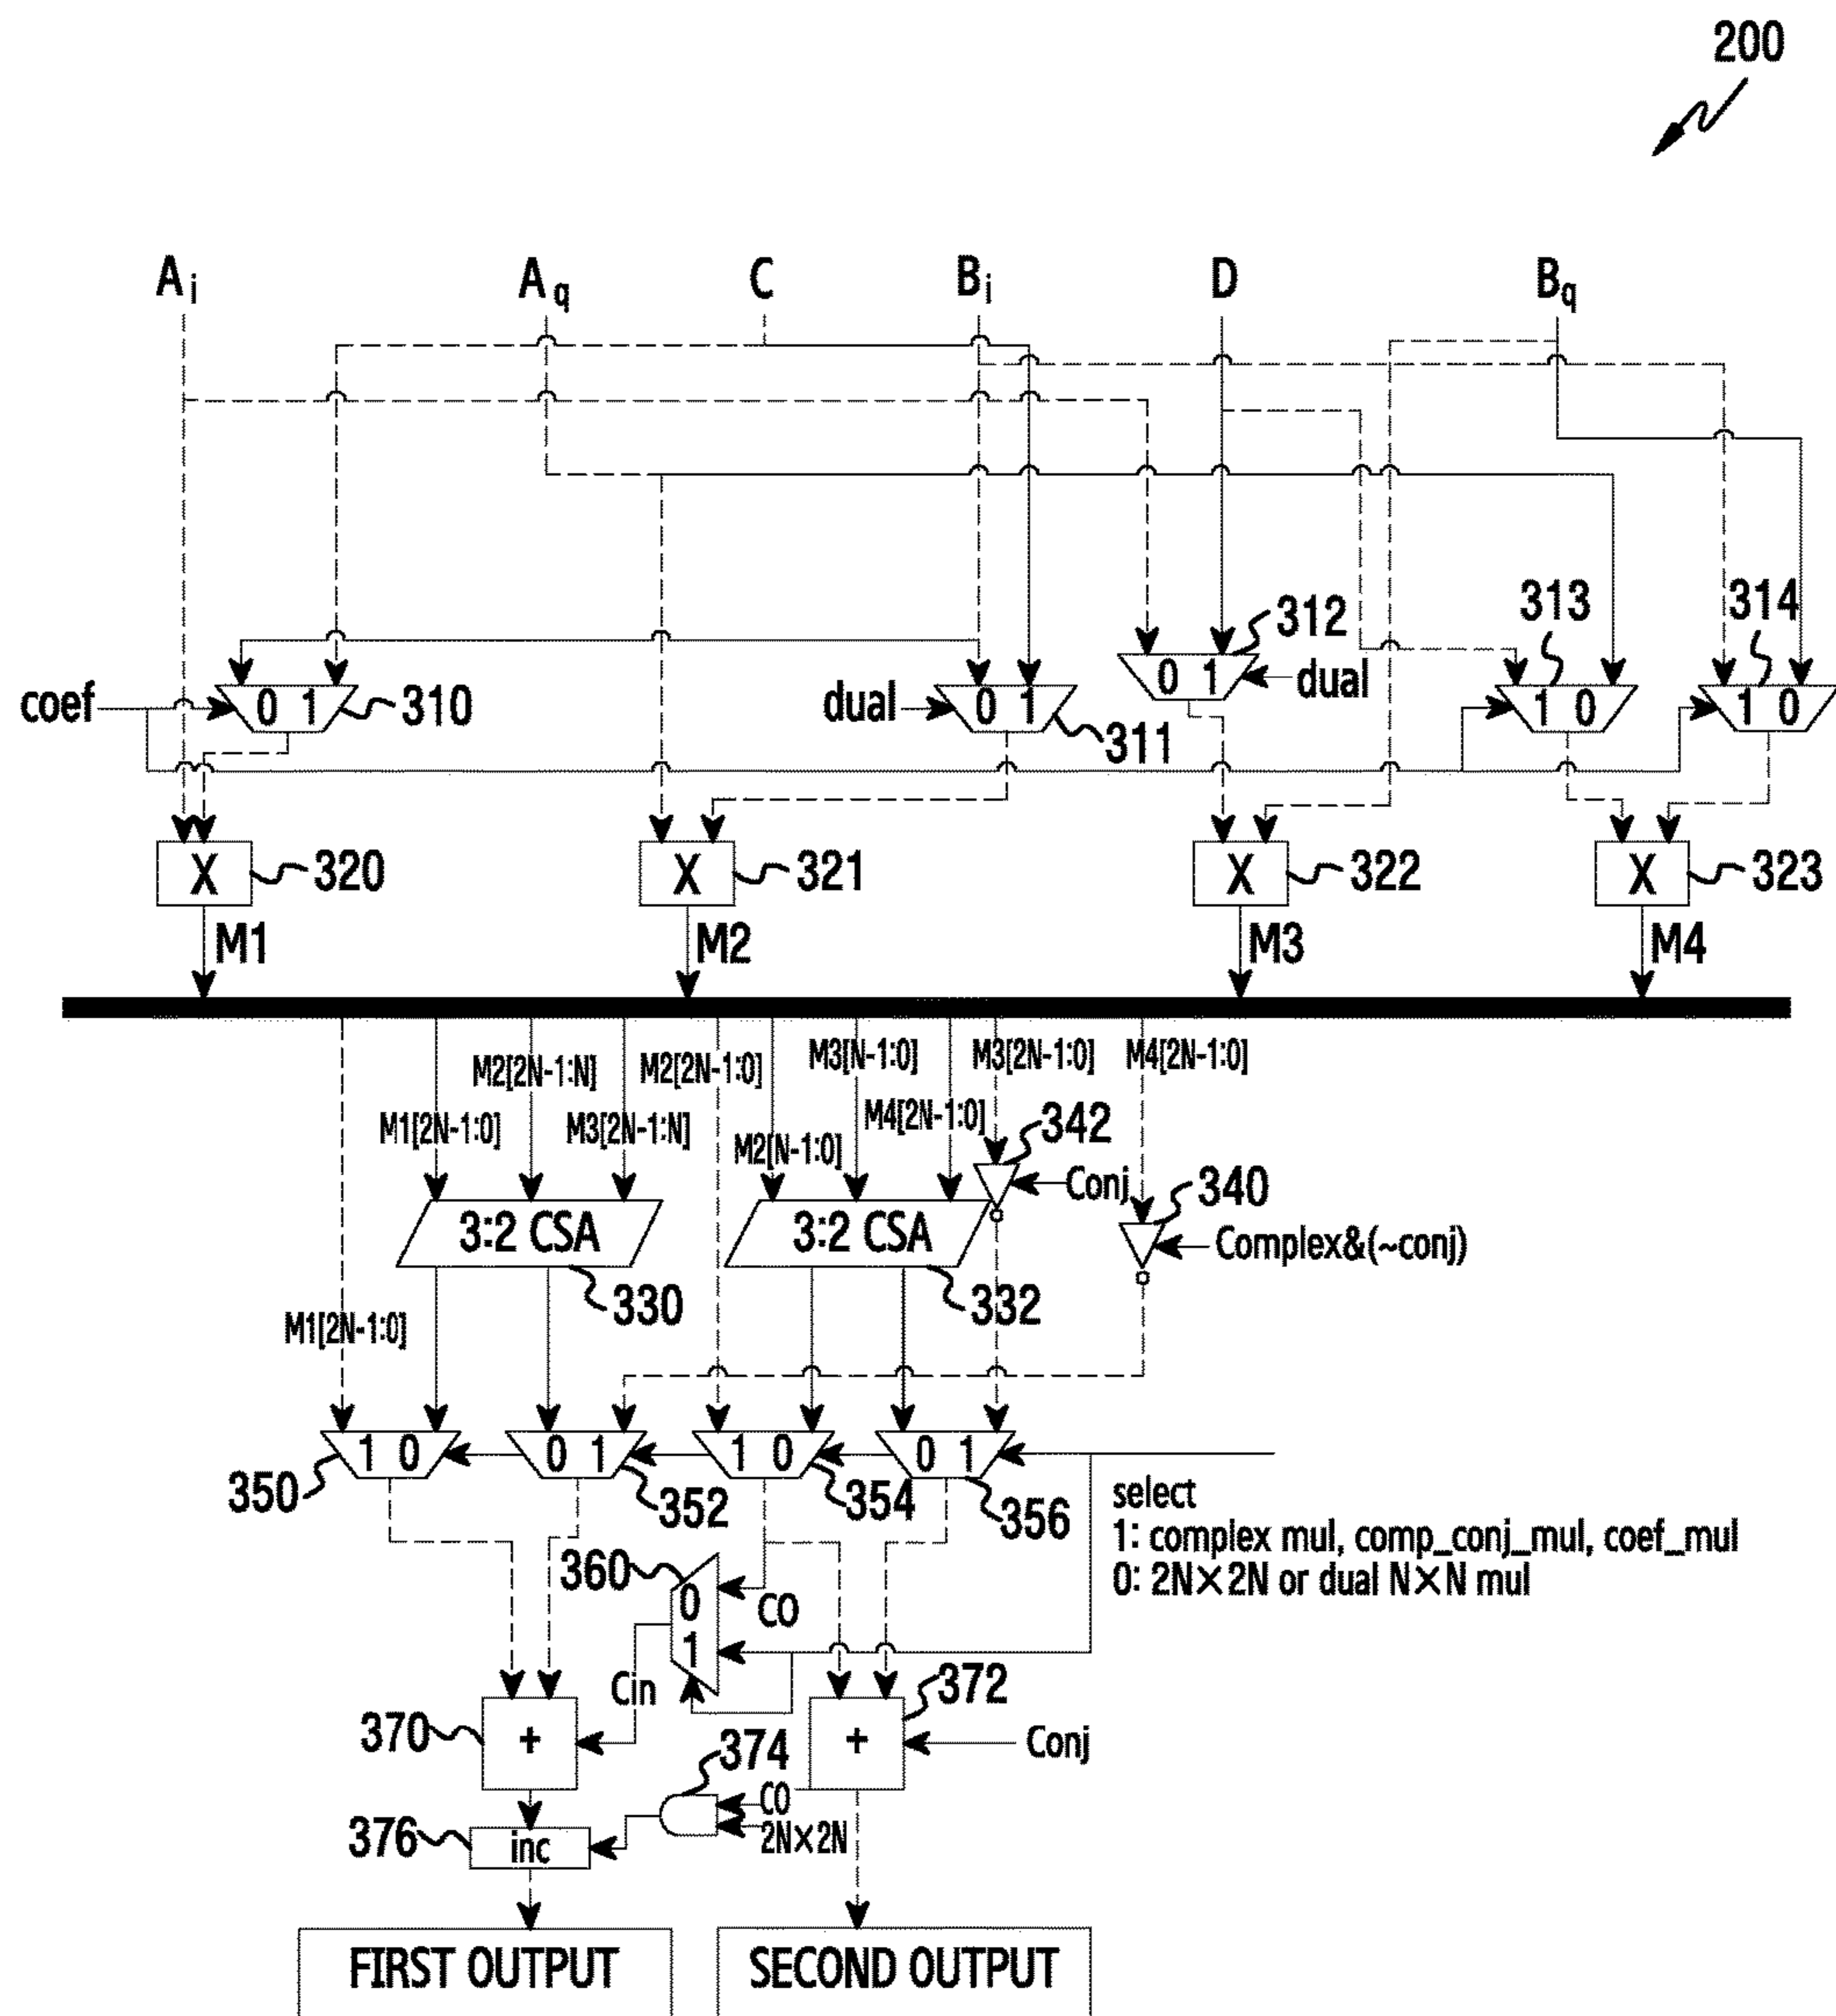 200
A i
A q
C
B i
D
B q
312
313
314
coef
0 1
310
dual
0 1
311
0 1
dual
1 0
1 0
X
320
X
321
X
322
X
323
M1
M2
M3
M4
M2[2N-1:N]
M2[2N-1:0]
M3[N-1:0]
M3[2N-1:0]
M4[2N-1:0]
M1[2N-1:0]
M3[2N-1:N]
M2[N-1:0]
M4[2N-1:0]
342
Conj
340
3:2 CSA
3:2 CSA
Complex&(~conj)
330
332
M1[2N-1:0]
1 0
0 1
1 0
0 1
350
352
354
356
select
1: complex mul, comp_conj_mul, coef_mul
0: 2N×2N or dual N×N mul
360
0
1
CO
Cin
370
+
372
+
Conj
374
CO
2N×2N
376
inc
FIRST OUTPUT
SECOND OUTPUT